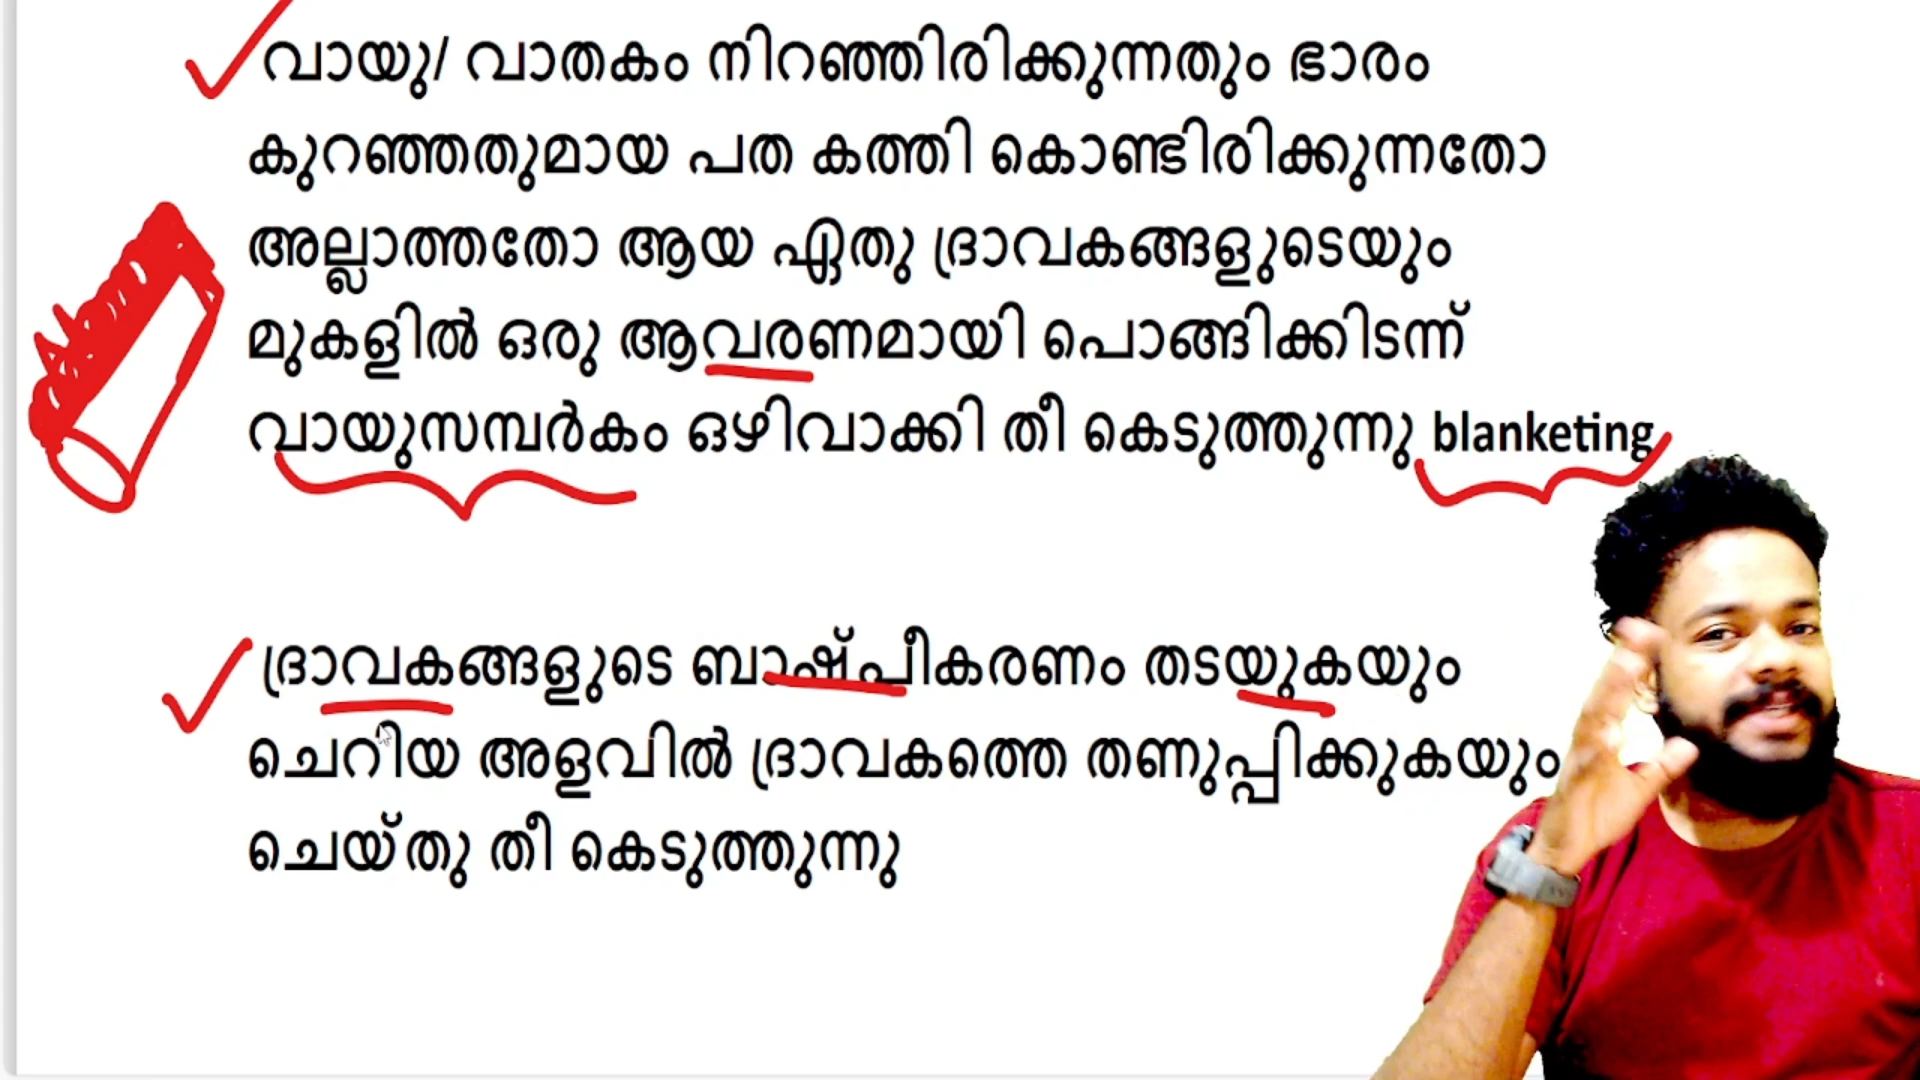 വായു/ വാതകം നിറഞ്ഞിരിക്കുന്നതും ഭാരം
കുറഞ്ഞതുമായ പത കത്തി കൊണ്ടിരിക്കുന്നതോ
അല്ലാത്തതോ ആയ ഏതു ദ്രാവകങ്ങളുടെയും
മുകളിൽ ഒരു ആവരണമായി പൊങ്ങിക്കിടന്ന്
വായുസമ്പർകം ഒഴിവാക്കി തീ കെടുത്തുന്നു blanketing
ദ്രാവകങ്ങളുടെ ബാഷ്പീകരണം തടയുകയും
ചെറിയ അളവിൽ ദ്രാവകത്തെ തണുപ്പിക്കുകയും
ചെയ്തു തീ കെടുത്തുന്നു